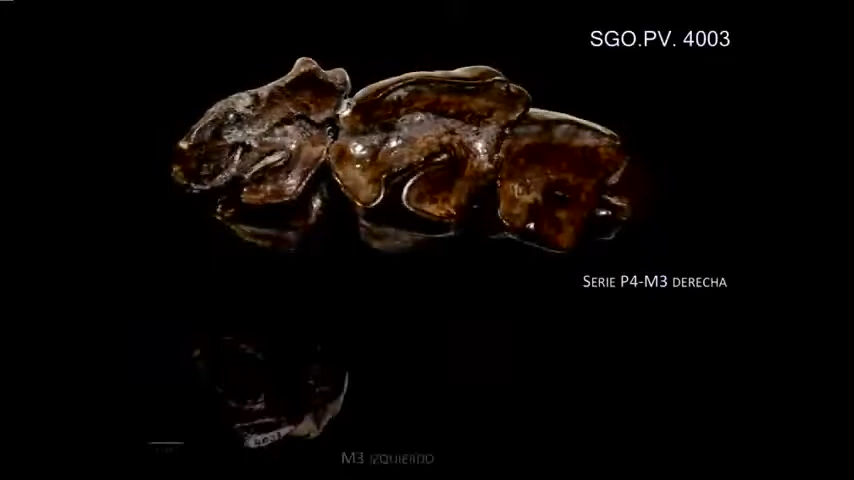 SGO.PV. 4003
SERIE P4-M3 DERECHA
M3 IZQUIERDO